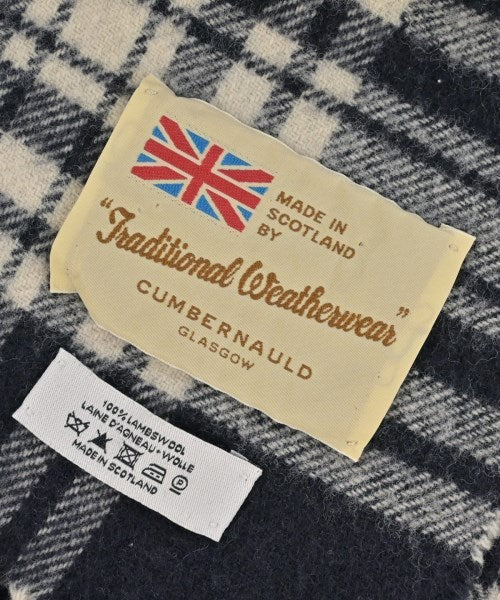 MADE IN
SCOTLAND
BY
"Traditional Weatherwear"
CUMBERNAULD
GLASGOW
100% LAMBSWOOL
LAINE D'AGNEAU • WOLLE
P
MADE IN SCOTLAND